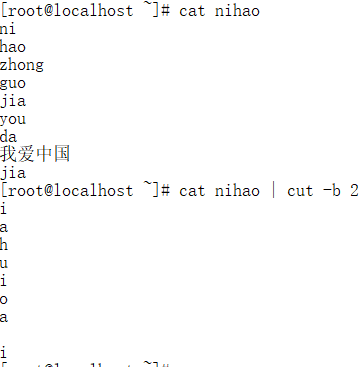 [root@localhost ~]# cat nihao
ni
hao
zhong
guo
jia
you
da
我爱中国
jia
[root@localhost ~]# cat nihao | cut -b 2
i
a
h
u
i
o
a
i